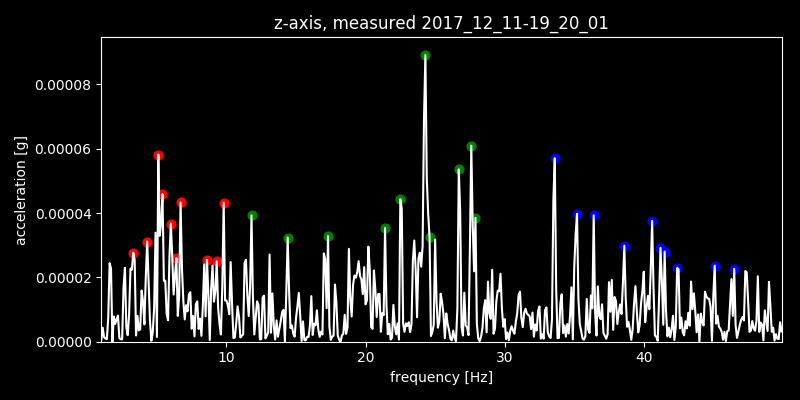 z-axis, measured 2017_12_11-19_20_01
0.00008
0.00006
0.00004
0.00002
0.00000
acceleration [g]
10 20 30 40
frequency [Hz]